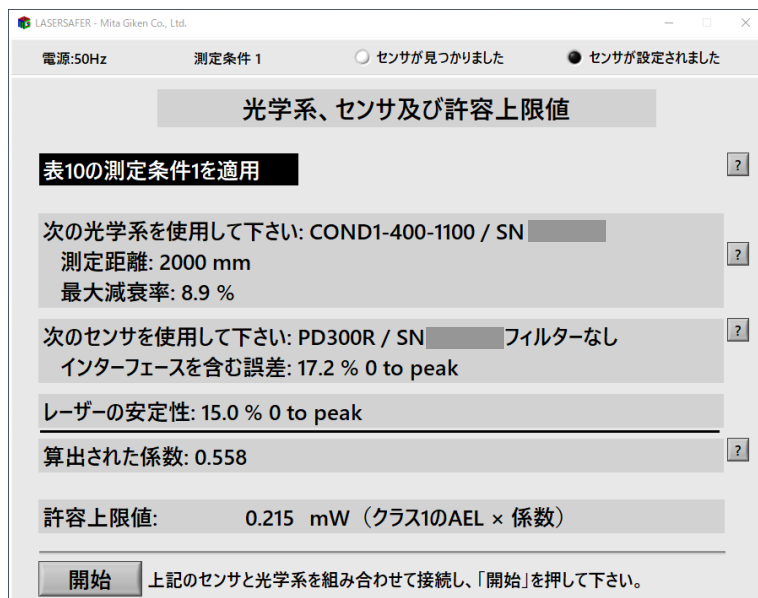 LASERSAFER - Mita Giken Co., Ltd.
電源:50Hz 測定条件 1 センサが見つかりました センサが設定されました
光学系、センサ及び許容上限値
表10の測定条件1を適用 ?
次の光学系を使用して下さい: COND1-400-1100 / SN
測定距離: 2000 mm ?
最大減衰率: 8.9 %
次のセンサを使用して下さい: PD300R / SN フィルターなし ?
インターフェースを含む誤差: 17.2 % 0 to peak
レーザーの安定性: 15.0 % 0 to peak
算出された係数: 0.558 ?
許容上限値: 0.215 mW（クラス1のAEL × 係数）
開始 上記のセンサと光学系を組み合わせて接続し、「開始」を押して下さい。